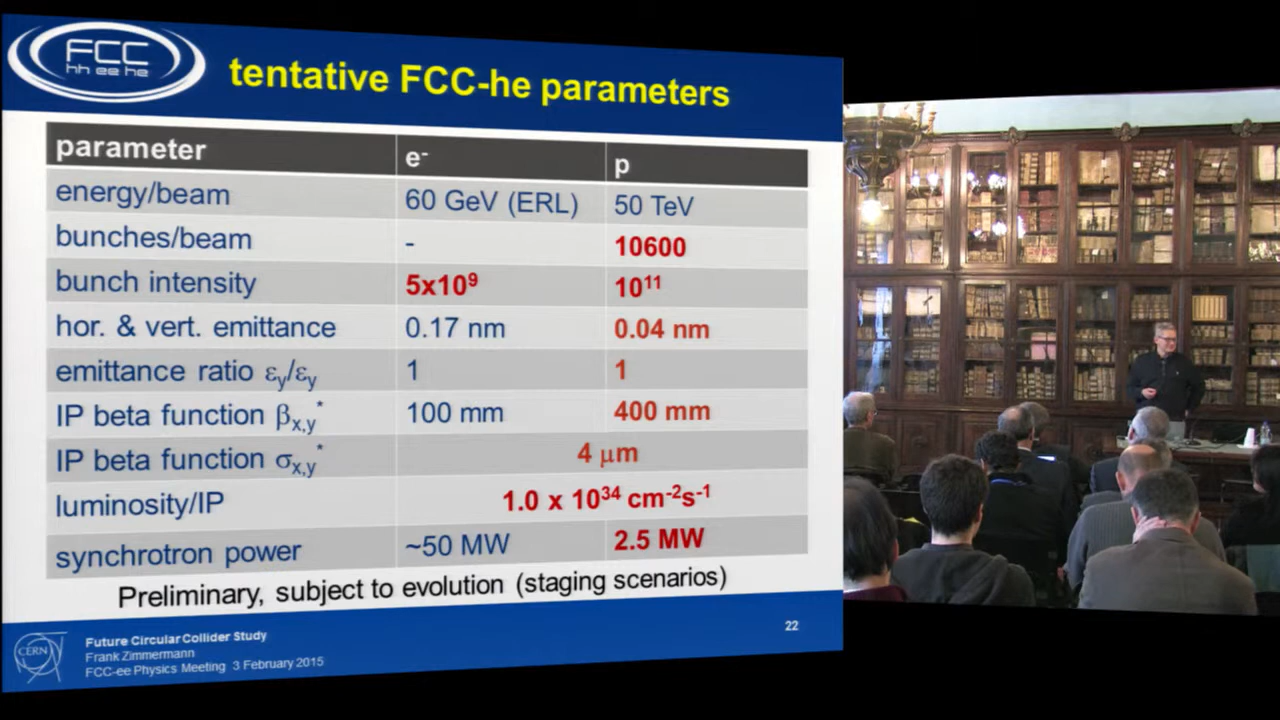 FCC
hh ee he
tentative FCC-he parameters
parameter e- p
energy/beam 60 GeV (ERL) 50 TeV
bunches/beam - 10600
bunch intensity 5x10⁹ 10¹¹
hor. & vert. emittance 0.17 nm 0.04 nm
emittance ratio εy/εy 1 1
IP beta function βx,y* 100 mm 400 mm
IP beta function σx,y* 4 μm
luminosity/IP 1.0 x 10³⁴ cm⁻²s⁻¹
synchrotron power ~50 MW 2.5 MW
Preliminary, subject to evolution (staging scenarios)
CERN
Future Circular Collider Study
Frank Zimmermann
FCC-ee Physics Meeting 3 February 2015
22